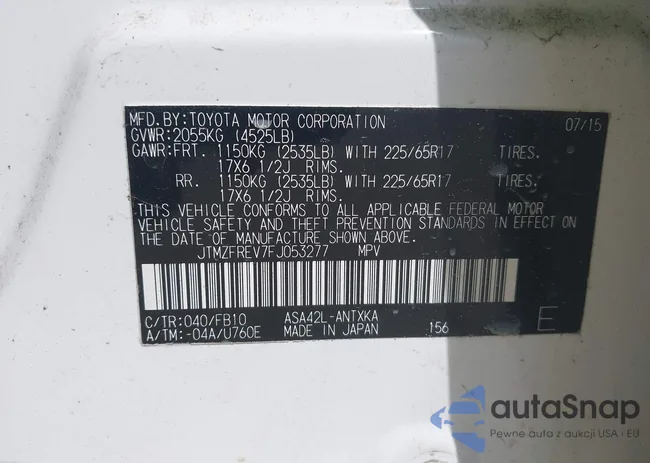 MFD.BY:TOYOTA MOTOR CORPORATION 07/15
GVWR:2055KG (4525LB)
GAWR:FRT. 1150KG (2535LB) WITH 225/65R17 TIRES.
17X6 1/2J RIMS.
RR. 1150KG (2535LB) WITH 225/65R17 TIRES.
17X6 1/2J RIMS.
THIS VEHICLE CONFORMS TO ALL APPLICABLE FEDERAL MOTOR
VEHICLE SAFETY AND THEFT PREVENTION STANDARDS IN EFFECT ON
THE DATE OF MANUFACTURE SHOWN ABOVE.
JTMZFREV7FJ053277 MPV
C/TR:040/FB10 ASA42L-ANTXKA
A/TM:-04A/U760E MADE IN JAPAN 156 E
autaSnap
Pewne auta z aukcji USA i EU